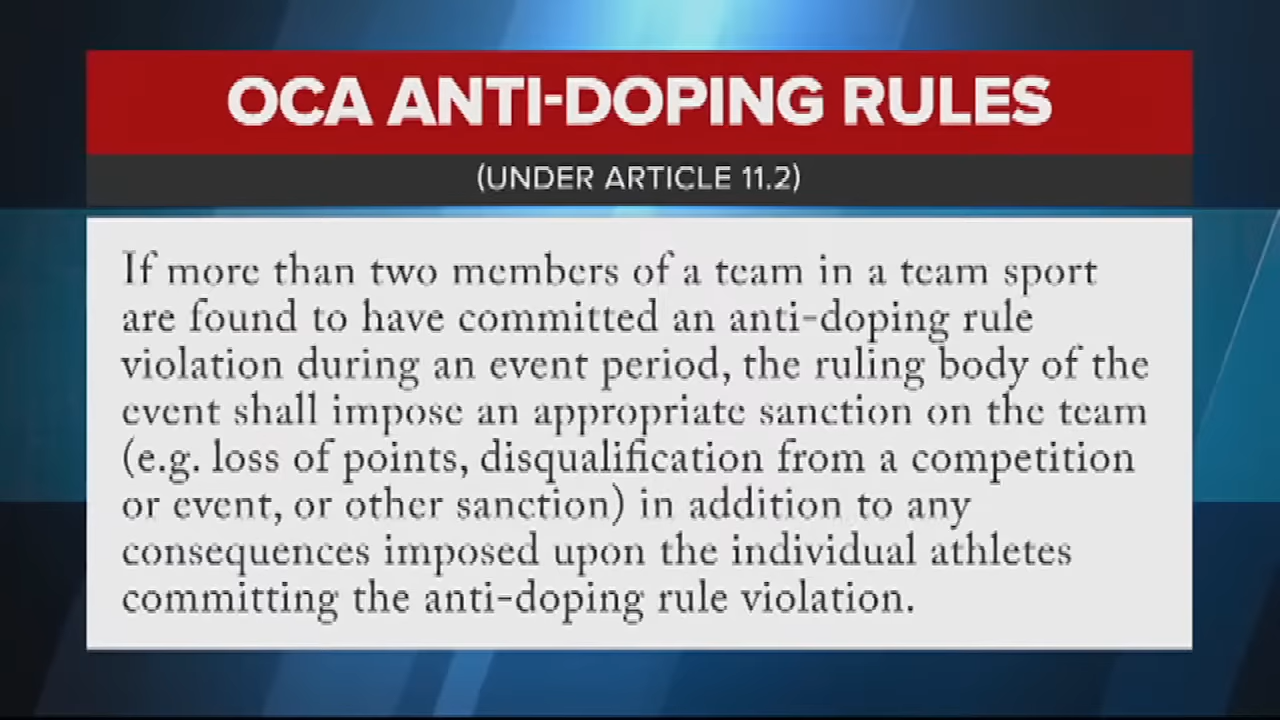 OCA ANTI-DOPING RULES
(UNDER ARTICLE 11.2)
If more than two members of a team in a team sport
are found to have committed an anti-doping rule
violation during an event period, the ruling body of the
event shall impose an appropriate sanction on the team
(e.g. loss of points, disqualification from a competition
or event, or other sanction) in addition to any
consequences imposed upon the individual athletes
committing the anti-doping rule violation.